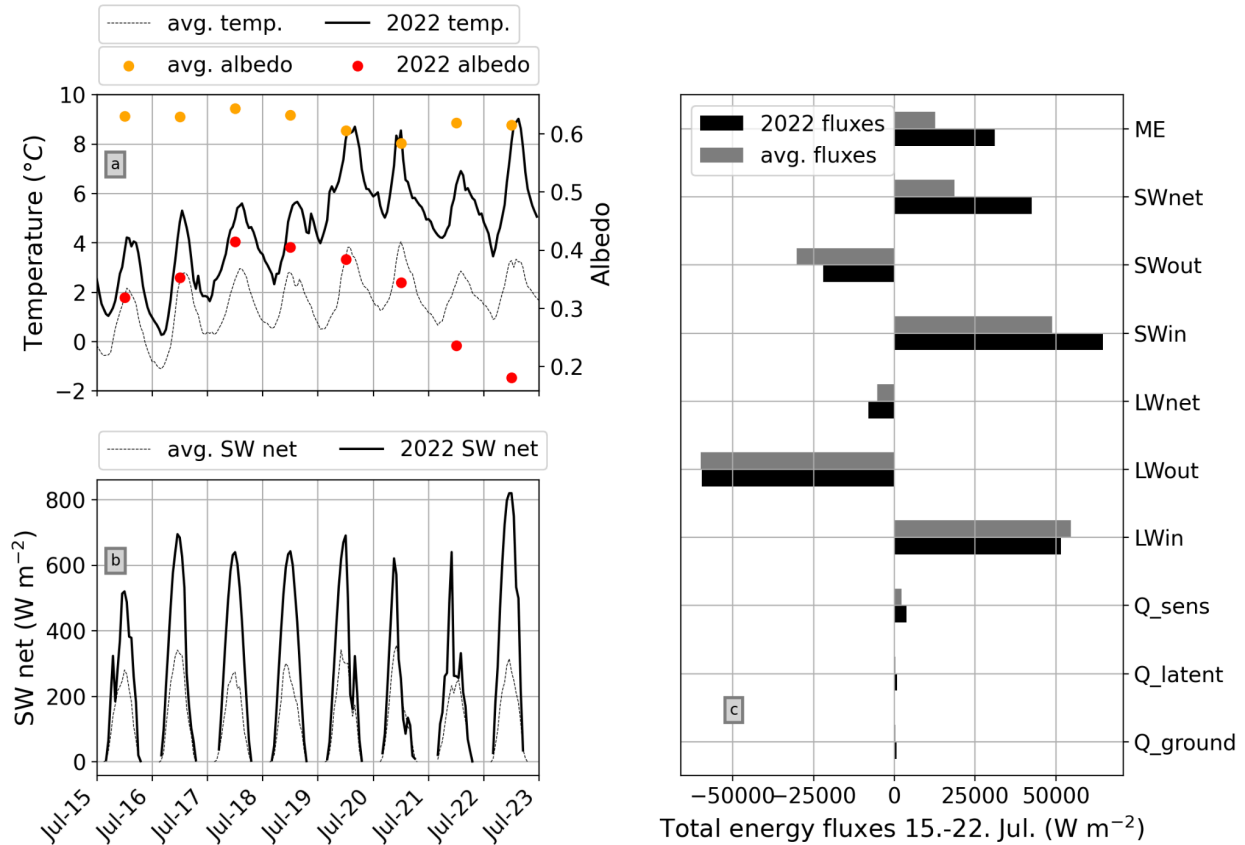 avg. temp. 2022 temp.
avg. albedo 2022 albedo
10
8
6
4
2
0
−2
Temperature (°C)
a
0.6
0.5
0.4
0.3
0.2
Albedo
avg. SW net 2022 SW net
800
600
400
200
0
SW net (W m−2)
b
Jul-15
Jul-16
Jul-17
Jul-18
Jul-19
Jul-20
Jul-21
Jul-22
Jul-23
2022 fluxes
avg. fluxes
ME
SWnet
SWout
SWin
LWnet
LWout
LWin
Q_sens
Q_latent
Q_ground
c
−50000 −25000 0 25000 50000
Total energy fluxes 15.-22. Jul. (W m−2)